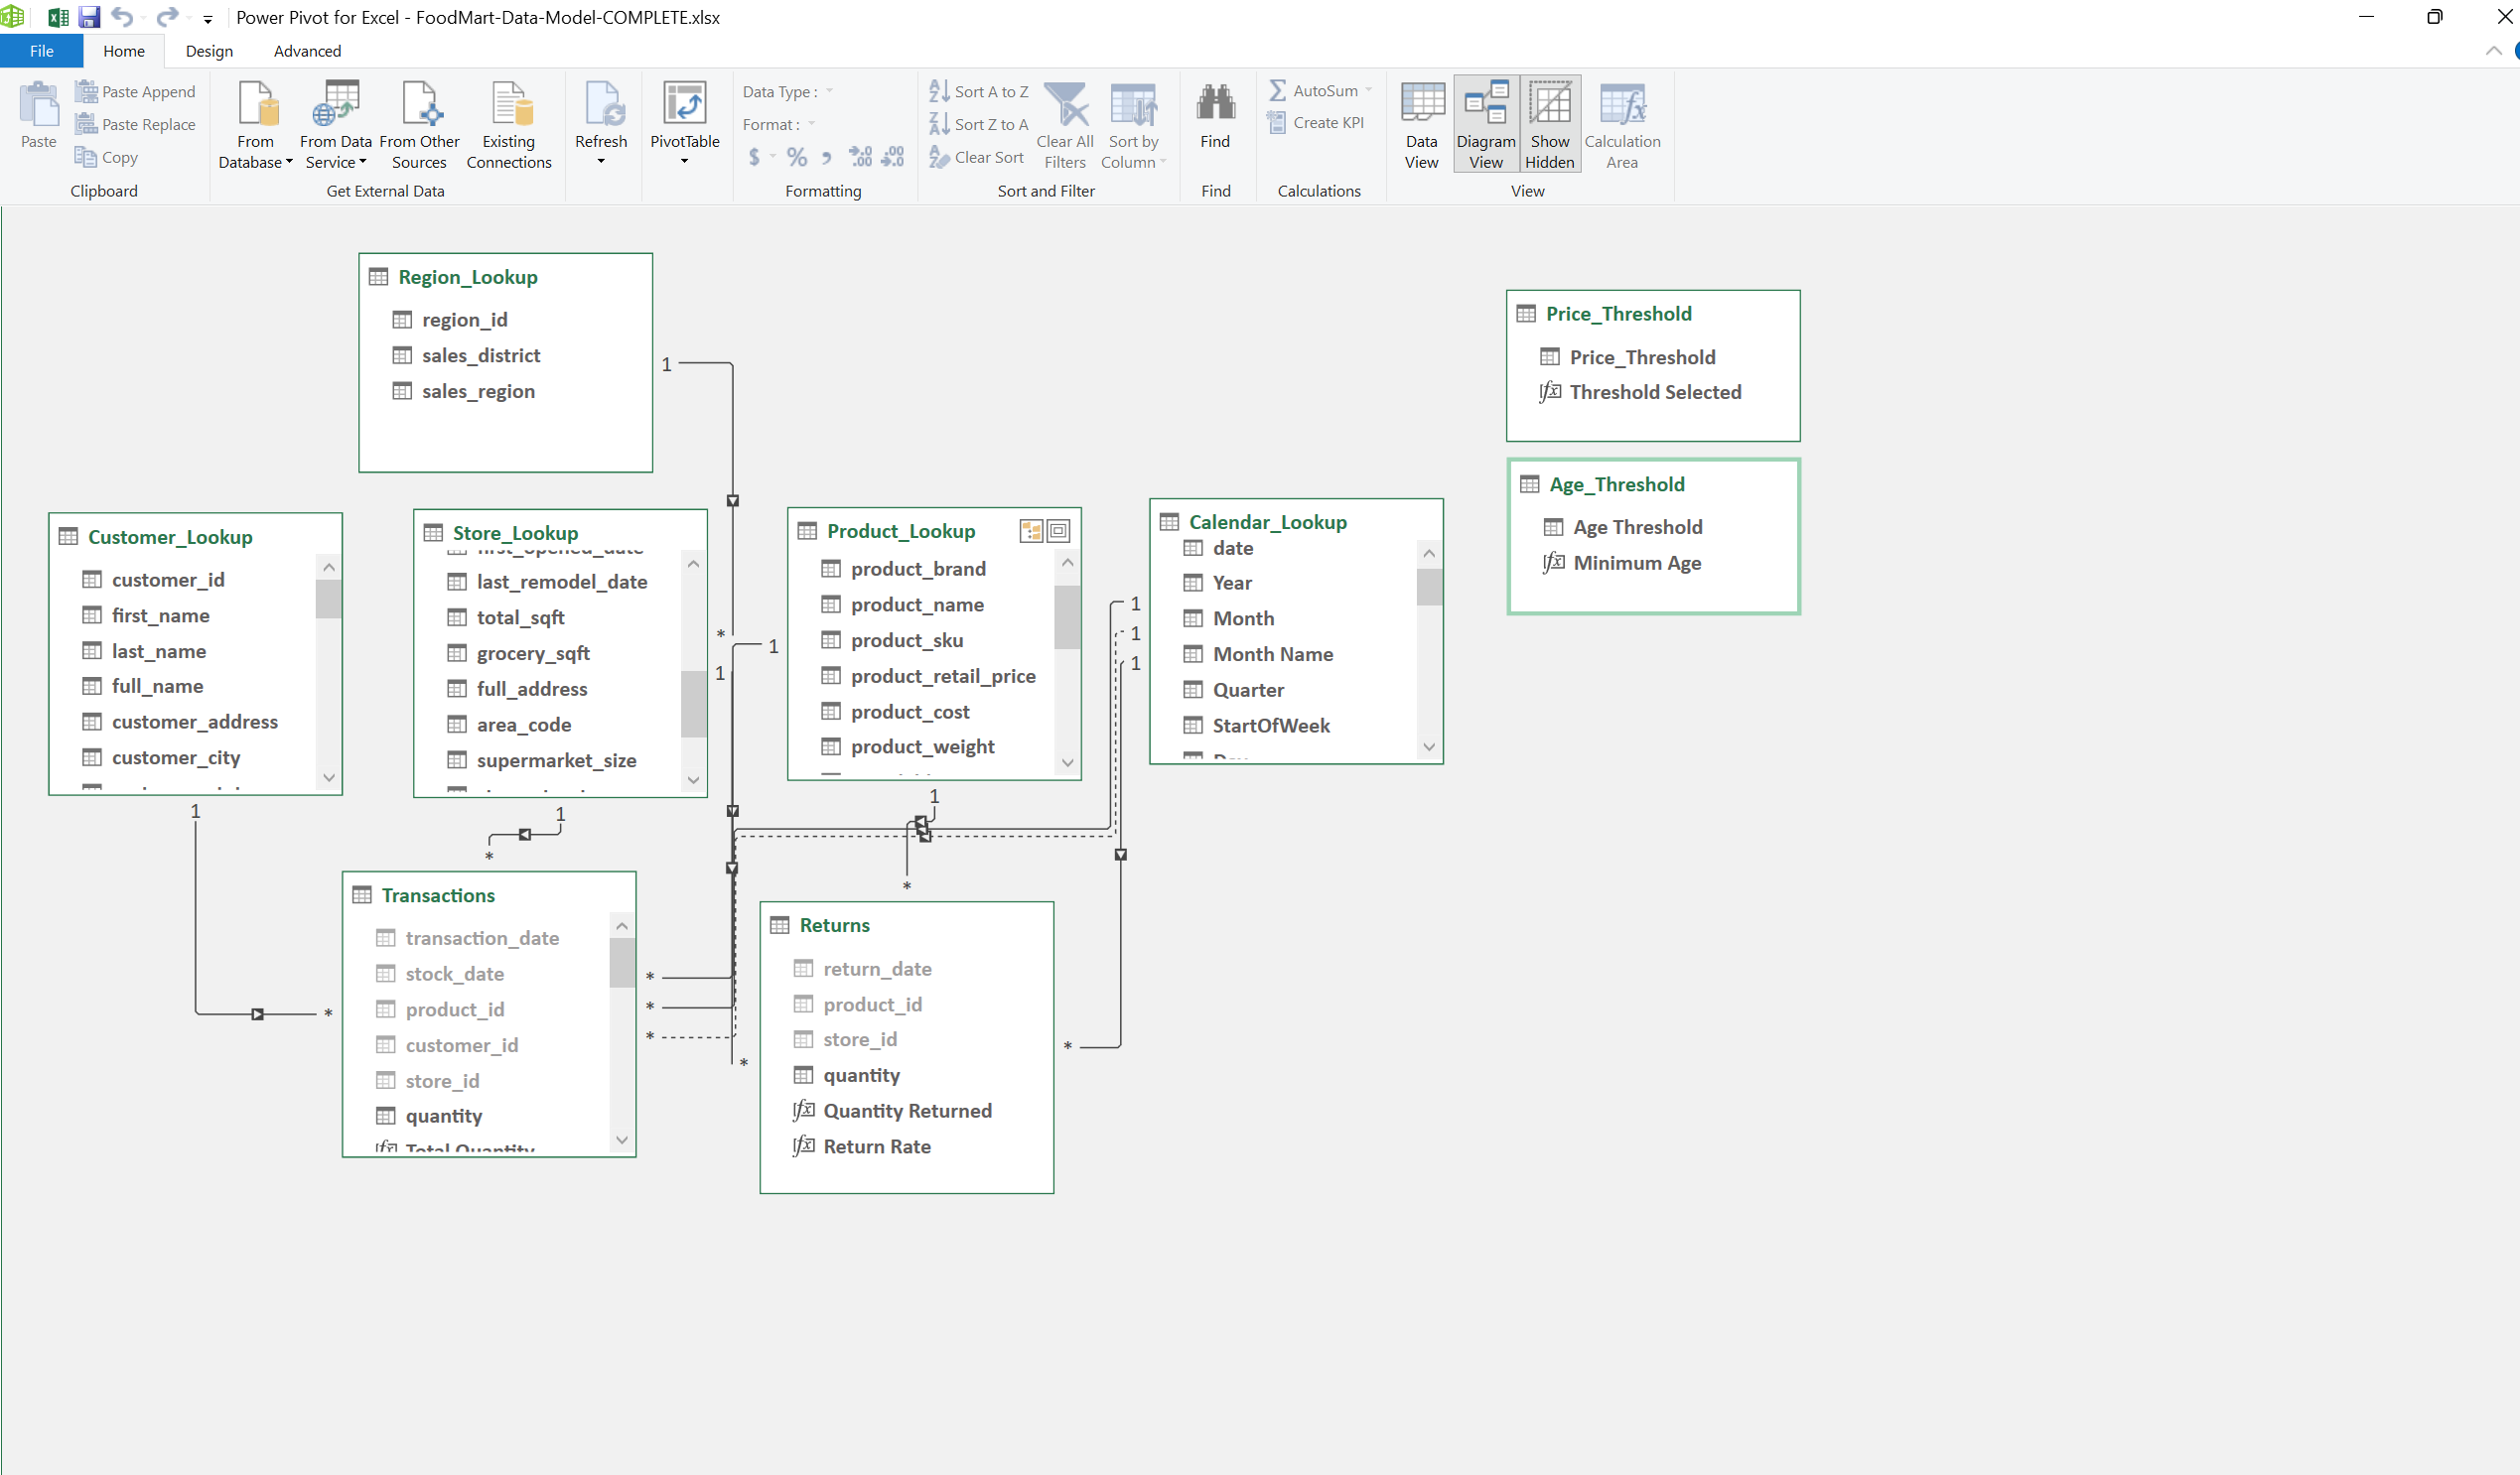 Power Pivot for Excel - FoodMart-Data-Model-COMPLETE.xlsx
File Home Design Advanced
Paste
Paste Append
Paste Replace
Copy
Clipboard
From Database
From Data Service
From Other Sources
Existing Connections
Get External Data
Refresh
PivotTable
Data Type :
Format :
$ % , .00 .00
Formatting
Sort A to Z
Sort Z to A
Clear Sort
Clear All Filters
Sort by Column
Sort and Filter
Find
Find
AutoSum
Create KPI
Calculations
Data View
Diagram View
Show Hidden
Calculation Area
View
Region_Lookup
region_id
sales_district
sales_region
1
Price_Threshold
Price_Threshold
Threshold Selected
Age_Threshold
Age Threshold
Minimum Age
Customer_Lookup
customer_id
first_name
last_name
full_name
customer_address
customer_city
1
*
Store_Lookup
first_opened_date
last_remodel_date
total_sqft
grocery_sqft
full_address
area_code
supermarket_size
*
1
1
*
Product_Lookup
product_brand
product_name
product_sku
product_retail_price
product_cost
product_weight
1
1
*
Calendar_Lookup
date
Year
Month
Month Name
Quarter
StartOfWeek
1
1
1
Transactions
transaction_date
stock_date
product_id
customer_id
store_id
quantity
Total Quantity
*
*
*
*
Returns
return_date
product_id
store_id
quantity
Quantity Returned
Return Rate
*